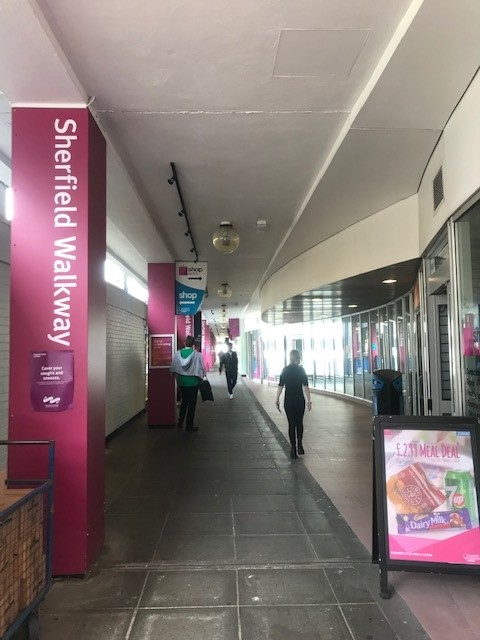 Sherfield Walkway
Cover your
coughs and
sneezes.
shop
shop
£2.99 MEAL DEAL
7up
Cadbury
Dairy Milk